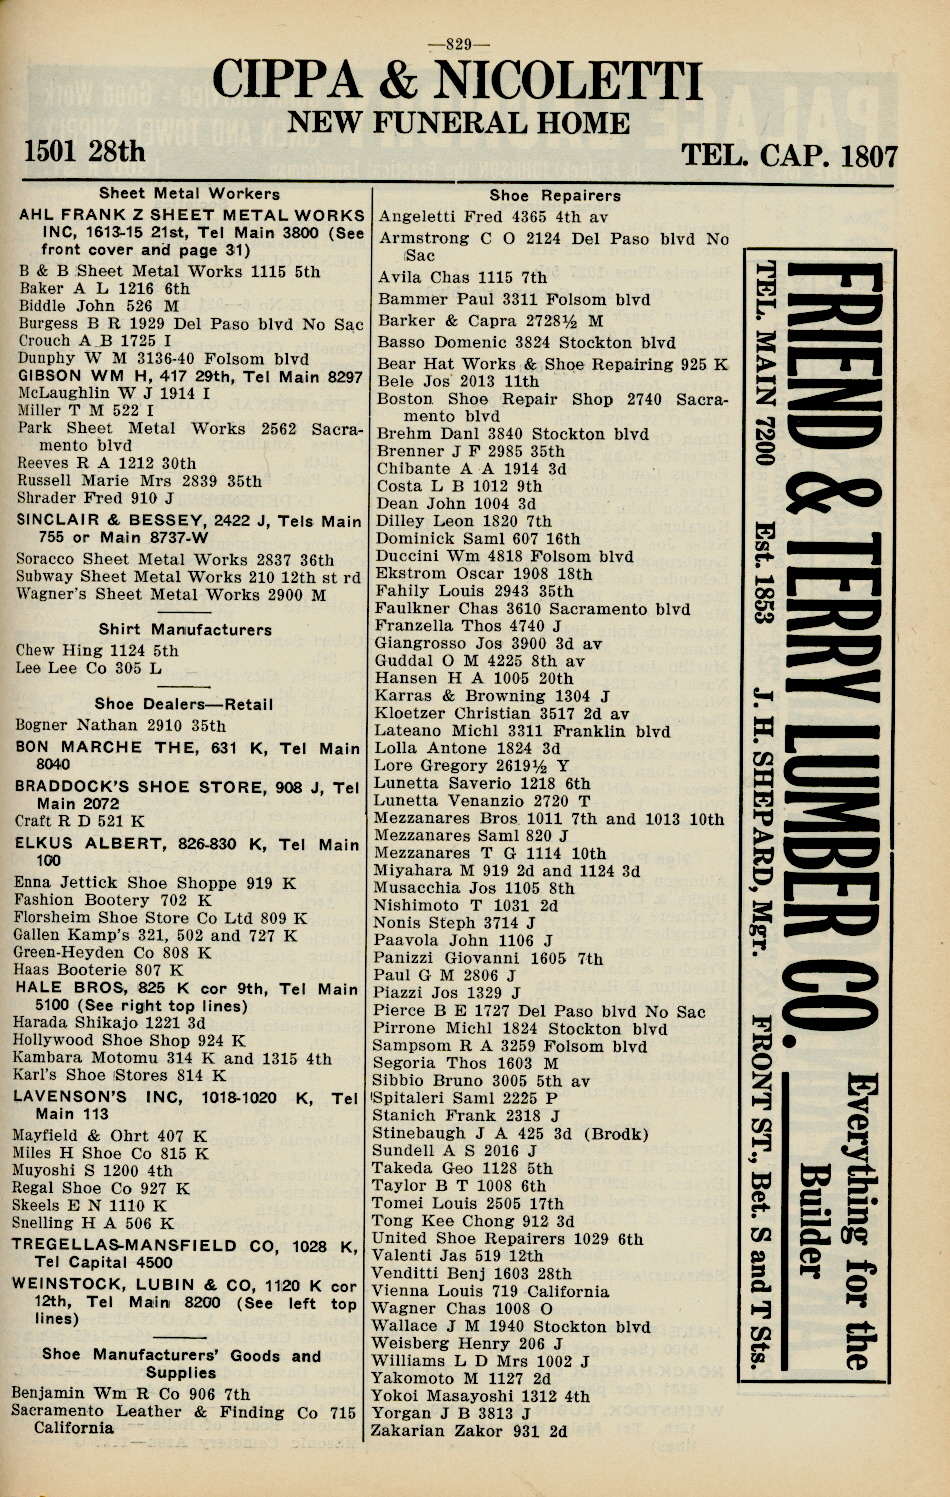 —829—
CIPPA & NICOLETTI
NEW FUNERAL HOME
1501 28th
TEL. CAP. 1807
Sheet Metal Workers
AHL FRANK Z SHEET METAL WORKS
INC, 1613-15 21st, Tel Main 3800 (See
front cover and page 31)
B & B Sheet Metal Works 1115 5th
Baker A L 1216 6th
Biddle John 526 M
Burgess B R 1929 Del Paso blvd No Sac
Crouch A B 1725 I
Dunphy W M 3136-40 Folsom blvd
GIBSON WM H, 417 29th, Tel Main 8297
McLaughlin W J 1914 I
Miller T M 522 I
Park Sheet Metal Works 2562 Sacra-
mento blvd
Reeves R A 1212 30th
Russell Marie Mrs 2839 35th
Shrader Fred 910 J
SINCLAIR & BESSEY, 2422 J, Tels Main
755 or Main 8737-W
Soracco Sheet Metal Works 2837 36th
Subway Sheet Metal Works 210 12th st rd
Wagner's Sheet Metal Works 2900 M
Shirt Manufacturers
Chew Hing 1124 5th
Lee Lee Co 305 L
Shoe Dealers—Retail
Bogner Nathan 2910 35th
BON MARCHE THE, 631 K, Tel Main
8040
BRADDOCK'S SHOE STORE, 908 J, Tel
Main 2072
Craft R D 521 K
ELKUS ALBERT, 826-830 K, Tel Main
100
Enna Jettick Shoe Shoppe 919 K
Fashion Bootery 702 K
Florsheim Shoe Store Co Ltd 809 K
Gallen Kamp's 321, 502 and 727 K
Green-Heyden Co 808 K
Haas Booterie 807 K
HALE BROS, 825 K cor 9th, Tel Main
5100 (See right top lines)
Harada Shikajo 1221 3d
Hollywood Shoe Shop 924 K
Kambara Motomu 314 K and 1315 4th
Karl's Shoe Stores 814 K
LAVENSON'S INC, 1018-1020 K, Tel
Main 113
Mayfield & Ohrt 407 K
Miles H Shoe Co 815 K
Muyoshi S 1200 4th
Regal Shoe Co 927 K
Skeels E N 1110 K
Snelling H A 506 K
TREGELLAS-MANSFIELD CO, 1028 K,
Tel Capital 4500
WEINSTOCK, LUBIN & CO, 1120 K cor
12th, Tel Main 8200 (See left top
lines)
Shoe Manufacturers' Goods and
Supplies
Benjamin Wm R Co 906 7th
Sacramento Leather & Finding Co 715
California
Shoe Repairers
Angeletti Fred 4365 4th av
Armstrong C O 2124 Del Paso blvd No
Sac
Avila Chas 1115 7th
Bammer Paul 3311 Folsom blvd
Barker & Capra 2728½ M
Basso Domenic 3824 Stockton blvd
Bear Hat Works & Shoe Repairing 925 K
Bele Jos 2013 11th
Boston Shoe Repair Shop 2740 Sacra-
mento blvd
Brehm Danl 3840 Stockton blvd
Brenner J F 2985 35th
Chibante A A 1914 3d
Costa L B 1012 9th
Dean John 1004 3d
Dilley Leon 1820 7th
Dominick Saml 607 16th
Duccini Wm 4818 Folsom blvd
Ekstrom Oscar 1908 18th
Fahily Louis 2943 35th
Faulkner Chas 3610 Sacramento blvd
Franzella Thos 4740 J
Giangrosso Jos 3900 3d av
Guddal O M 4225 8th av
Hansen H A 1005 20th
Karras & Browning 1304 J
Kloetzer Christian 3517 2d av
Lateano Michl 3311 Franklin blvd
Lolla Antone 1824 3d
Lore Gregory 2619½ Y
Lunetta Saverio 1218 6th
Lunetta Venanzio 2720 T
Mezzanares Bros 1011 7th and 1013 10th
Mezzanares Saml 820 J
Mezzanares T G 1114 10th
Miyahara M 919 2d and 1124 3d
Musacchia Jos 1105 8th
Nishimoto T 1031 2d
Nonis Steph 3714 J
Paavola John 1106 J
Panizzi Giovanni 1605 7th
Paul G M 2806 J
Piazzi Jos 1329 J
Pierce B E 1727 Del Paso blvd No Sac
Pirrone Michl 1824 Stockton blvd
Sampsom R A 3259 Folsom blvd
Segoria Thos 1603 M
Sibbio Bruno 3005 5th av
Spitaleri Saml 2225 P
Stanich Frank 2318 J
Stinebaugh J A 425 3d (Brodk)
Sundell A S 2016 J
Takeda Geo 1128 5th
Taylor B T 1008 6th
Tomei Louis 2505 17th
Tong Kee Chong 912 3d
United Shoe Repairers 1029 6th
Valenti Jas 519 12th
Venditti Benj 1603 28th
Vienna Louis 719 California
Wagner Chas 1008 O
Wallace J M 1940 Stockton blvd
Weisberg Henry 206 J
Williams L D Mrs 1002 J
Yakomoto M 1127 2d
Yokoi Masayoshi 1312 4th
Yorgan J B 3813 J
Zakarian Zakor 931 2d
FRIEND & TERRY LUMBER CO.
Everything for the
Builder
TEL. MAIN 7200 Est. 1853 J. H. SHEPARD, Mgr. FRONT ST., Bet. S and T Sts.